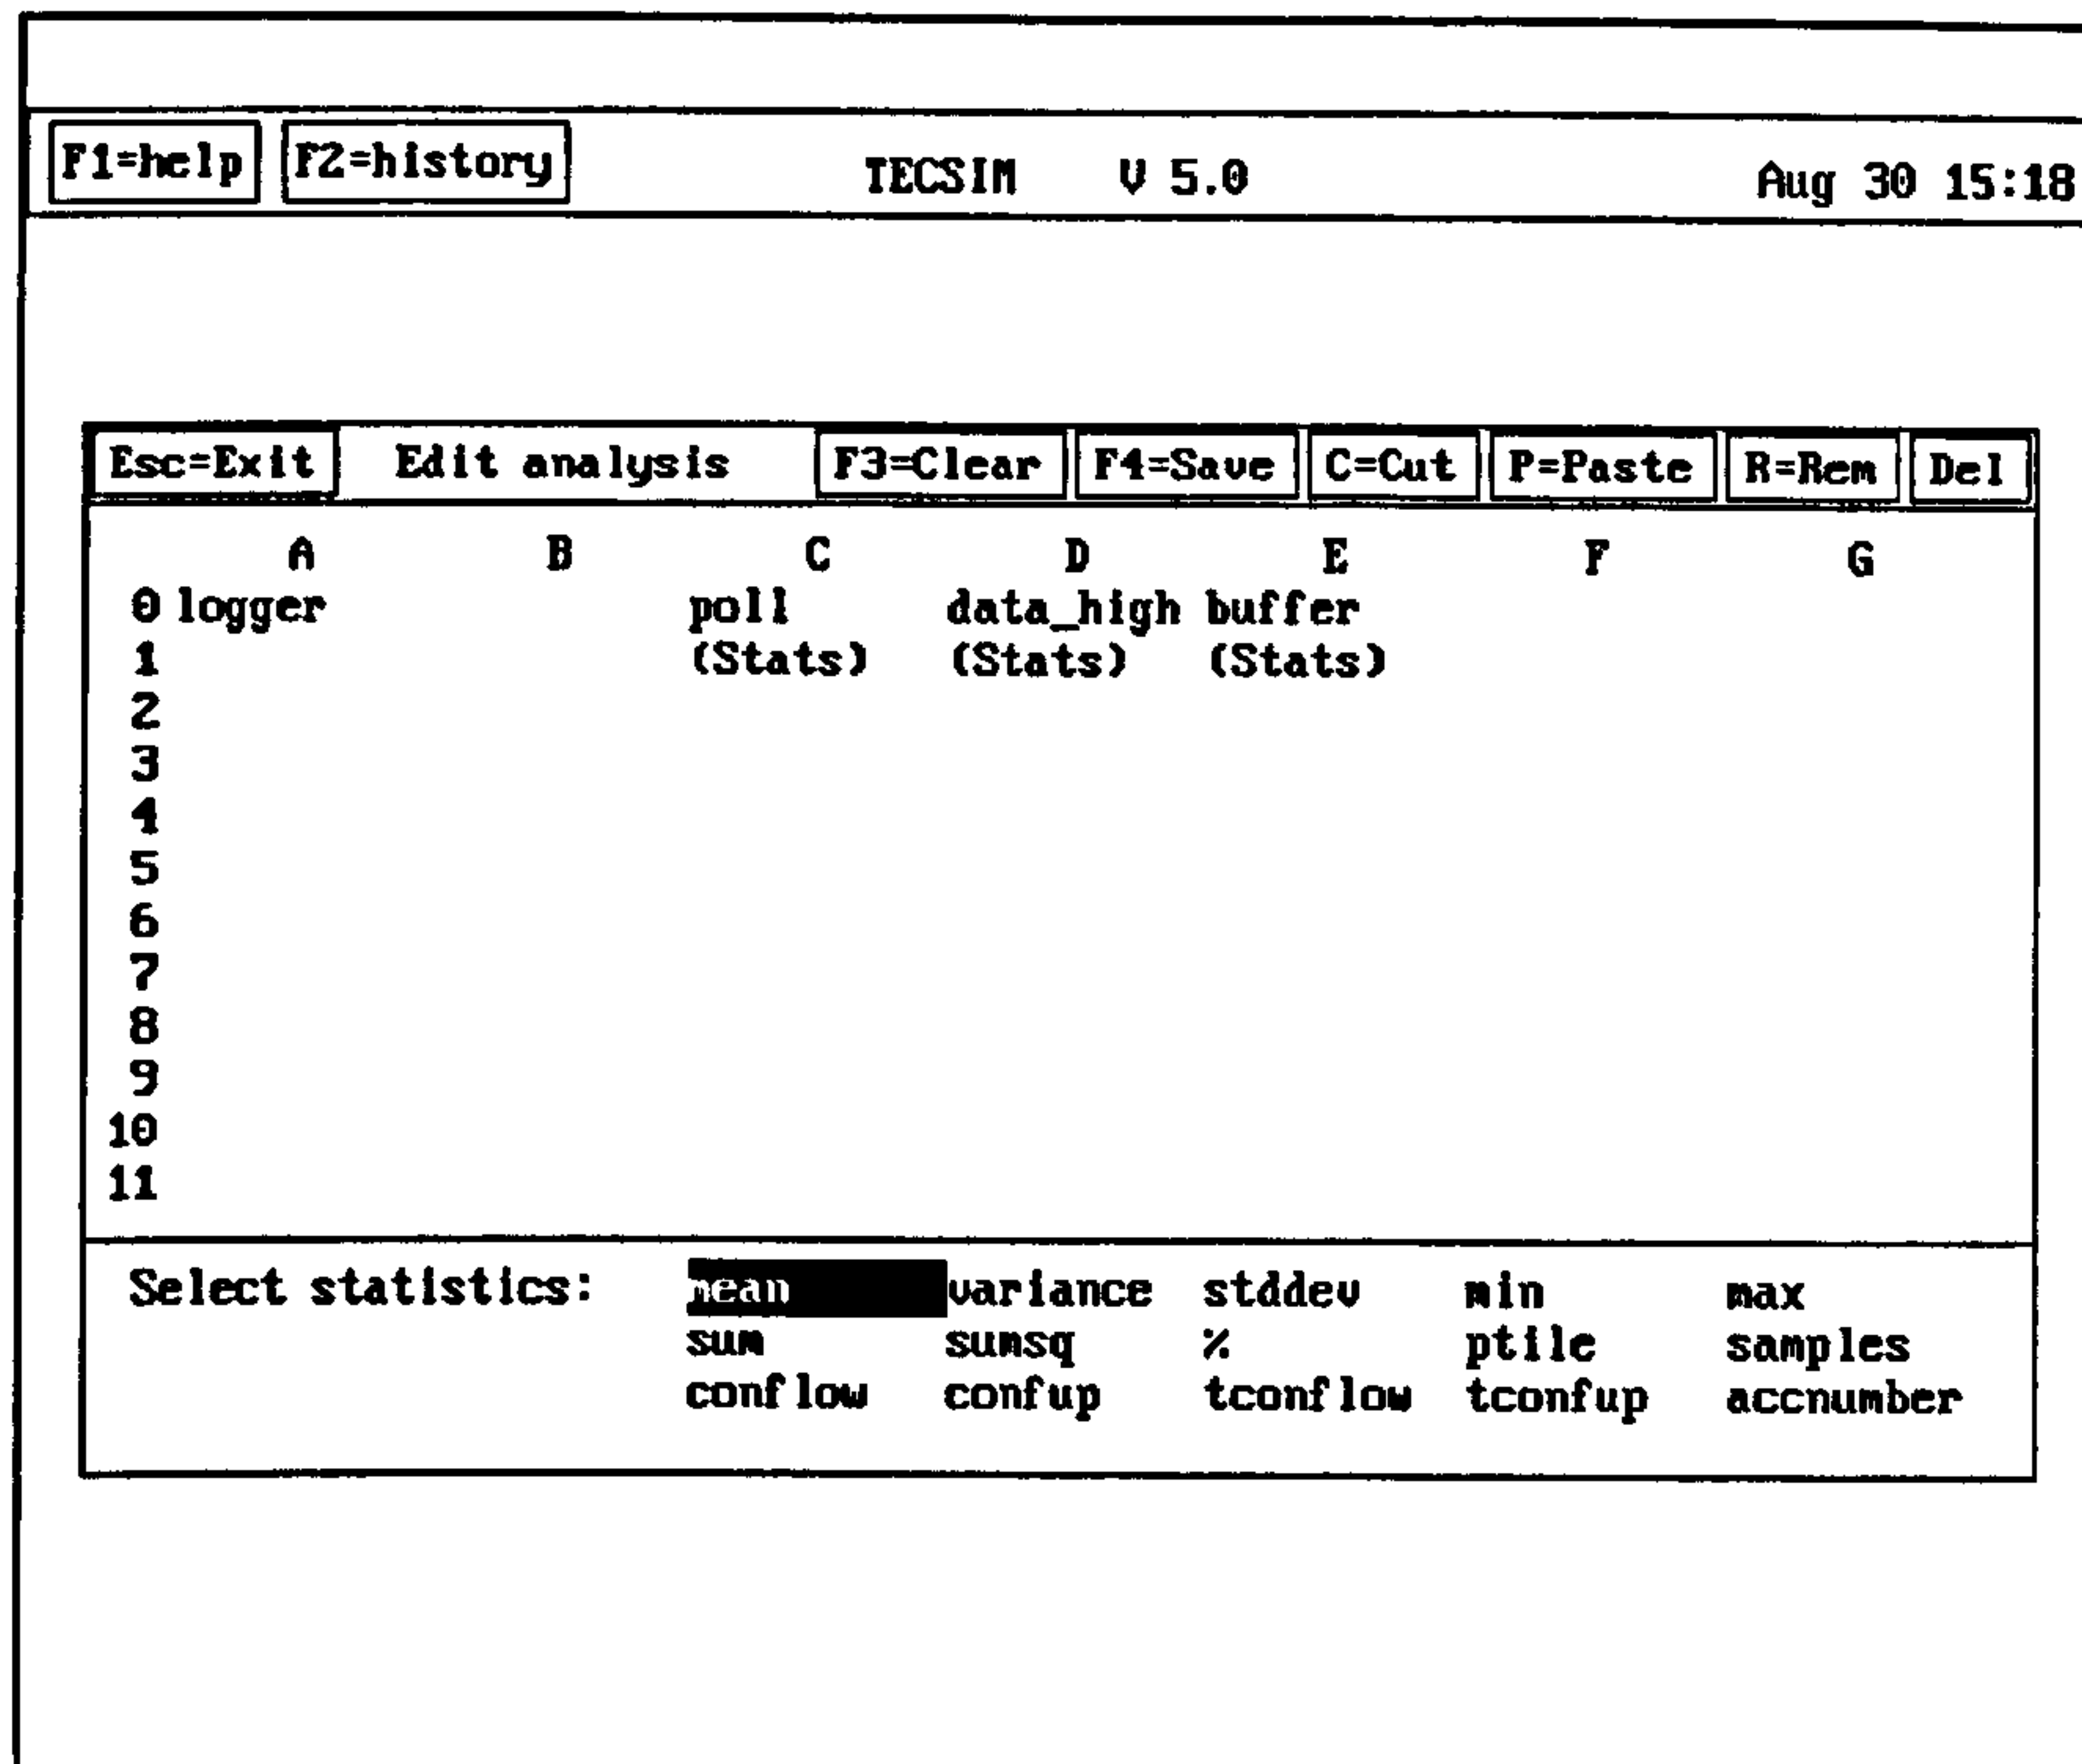 F1=help F2=history TECSIM V 5.0 Aug 30 15:18
Esc=Exit Edit analysis F3=Clear F4=Save C=Cut P=Paste R=Rem Del
A B C D E F G
0 logger poll data_high buffer
1 (Stats) (Stats) (Stats)
2
3
4
5
6
7
8
9
10
11
Select statistics: mean variance stddev min max
sum sumsq % ptile samples
conflow confup tconflow tconfup accnumber